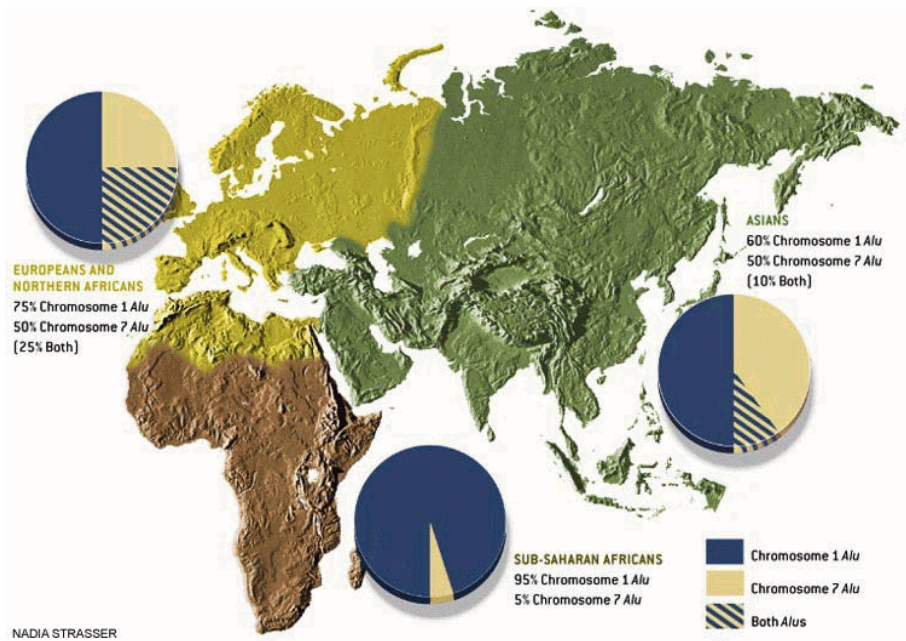 EUROPEANS AND
NORTHERN AFRICANS
75% Chromosome 1 Alu
50% Chromosome 7 Alu
(25% Both)
ASIANS
60% Chromosome 1 Alu
50% Chromosome 7 Alu
(10% Both)
SUB-SAHARAN AFRICANS
95% Chromosome 1 Alu
5% Chromosome 7 Alu
Chromosome 1 Alu
Chromosome 7 Alu
Both Alus
NADIA STRASSER